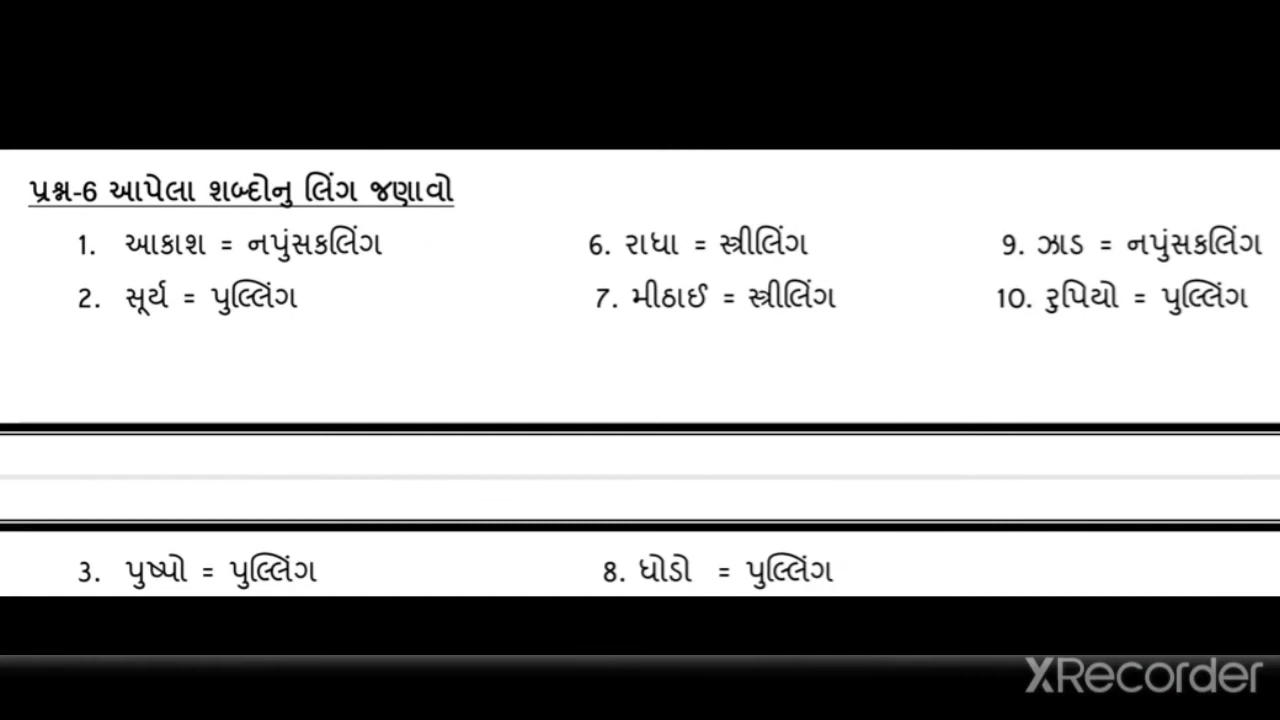 પ્રશ્ન-6 આપેલા શબ્દોનુ લિંગ જણાવો
1. આકાશ = નપુંસકલિંગ 6. રાધા = સ્ત્રીલિંગ 9. ઝાડ = નપુંસકલિંગ
2. સૂર્ય = પુલ્લિંગ 7. મીઠાઈ = સ્ત્રીલિંગ 10. રુપિયો = પુલ્લિંગ
3. પુષ્પો = પુલ્લિંગ 8. ઘોડો = પુલ્લિંગ
XRecorder